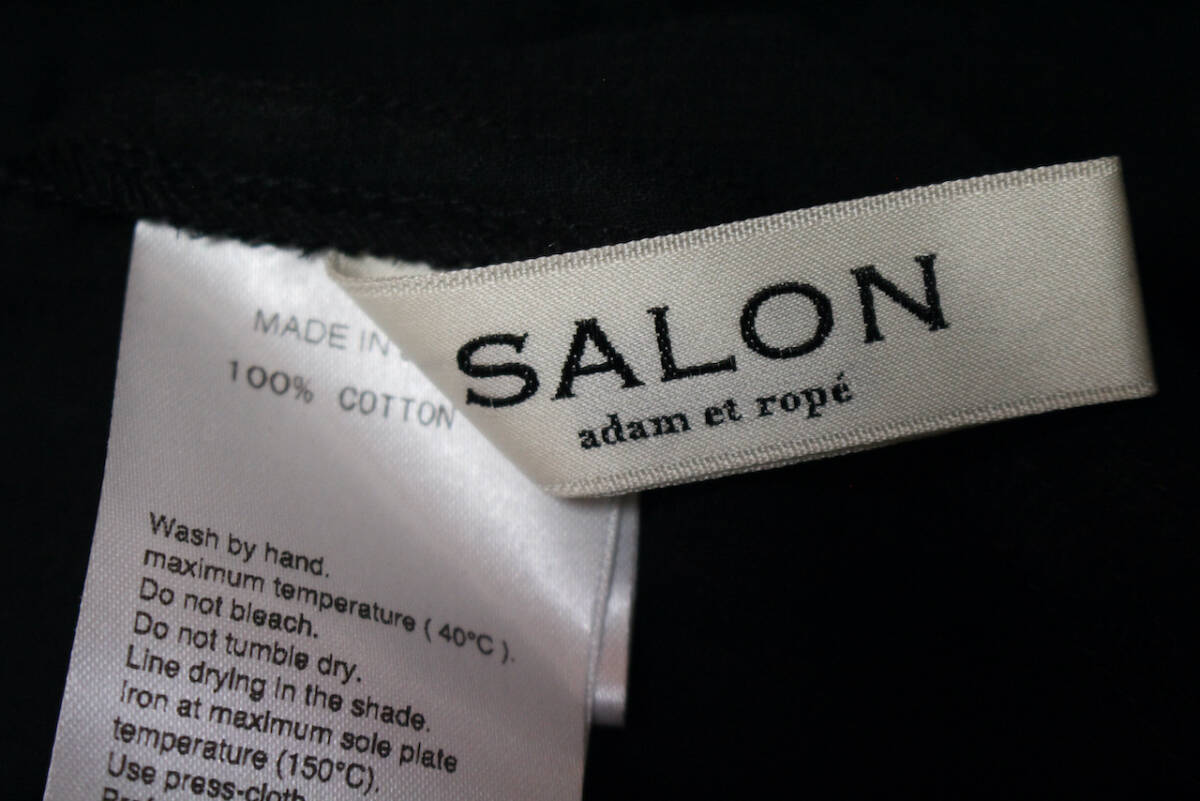 SALON
adam et ropé
MADE IN
100% COTTON
Wash by hand.
maximum temperature ( 40°C ).
Do not bleach.
Do not tumble dry.
Line drying in the shade.
Iron at maximum sole plate
temperature (150°C).
Use press-cloth